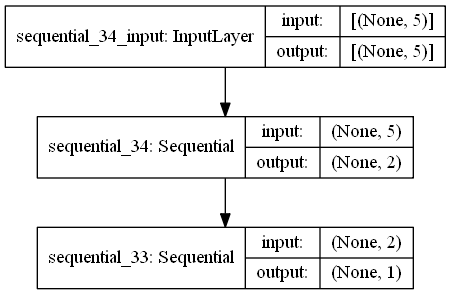 sequential_34_input: InputLayer
input: [(None, 5)]
output: [(None, 5)]
sequential_34: Sequential
input: (None, 5)
output: (None, 2)
sequential_33: Sequential
input: (None, 2)
output: (None, 1)